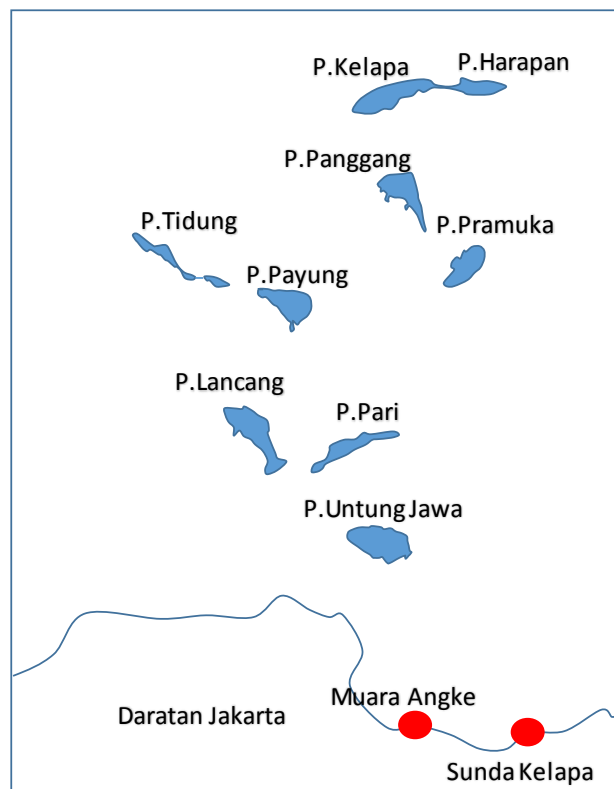 P.Harapan
P.Kelapa
P.Panggang
P.Tidung
P.Pramuka
P.Payung
P.Lancang
P.Pari
P.Untung Jawa
Muara Angke
Daratan Jakarta
Sunda Kelapa